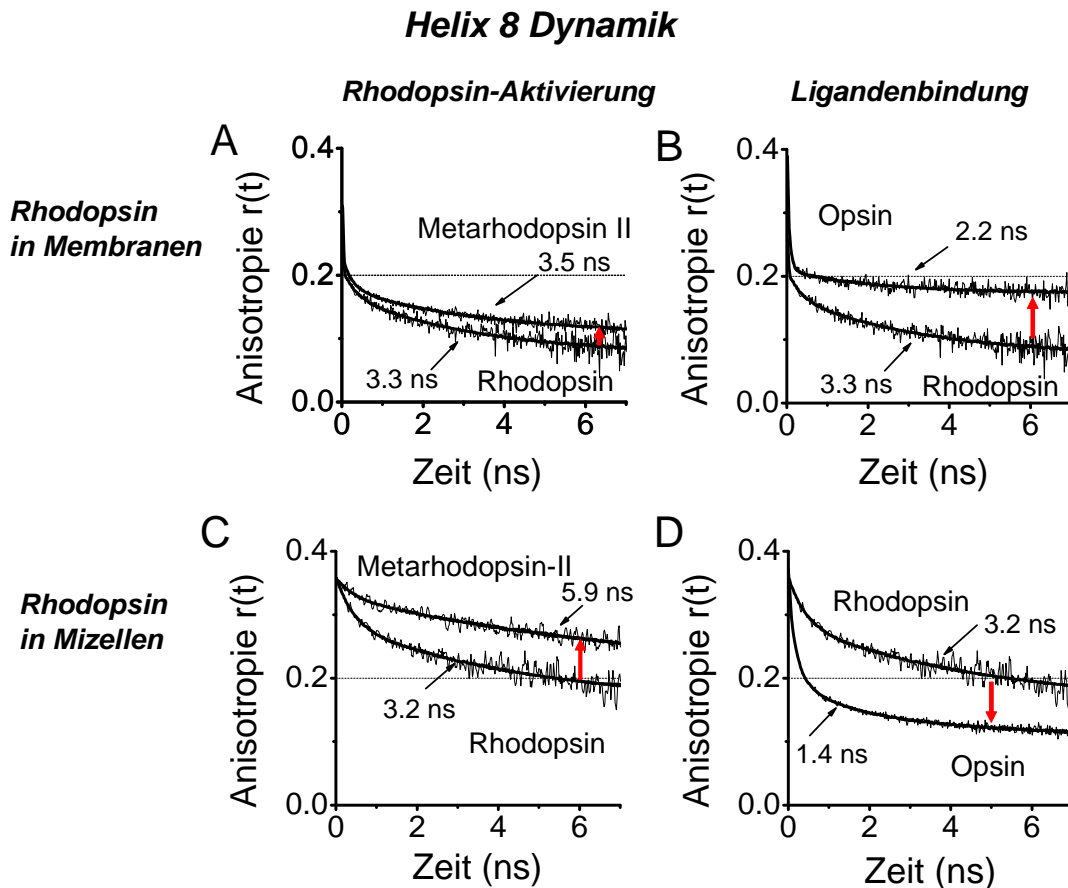 Helix 8 Dynamik
Rhodopsin-Aktivierung
Ligandenbindung
Rhodopsin
in Membranen
A
Anisotropie r(t)
0.4
0.2
0.0
Metarhodopsin II
3.5 ns
3.3 ns
Rhodopsin
0 2 4 6
Zeit (ns)
B
Anisotropie r(t)
0.4
0.2
0.0
Opsin
2.2 ns
3.3 ns
Rhodopsin
0 2 4 6
Zeit (ns)
Rhodopsin
in Mizellen
C
Anisotropie r(t)
0.4
0.2
0.0
Metarhodopsin-II
5.9 ns
3.2 ns
Rhodopsin
0 2 4 6
Zeit (ns)
D
Anisotropie r(t)
0.4
0.2
0.0
Rhodopsin
3.2 ns
1.4 ns
Opsin
0 2 4 6
Zeit (ns)